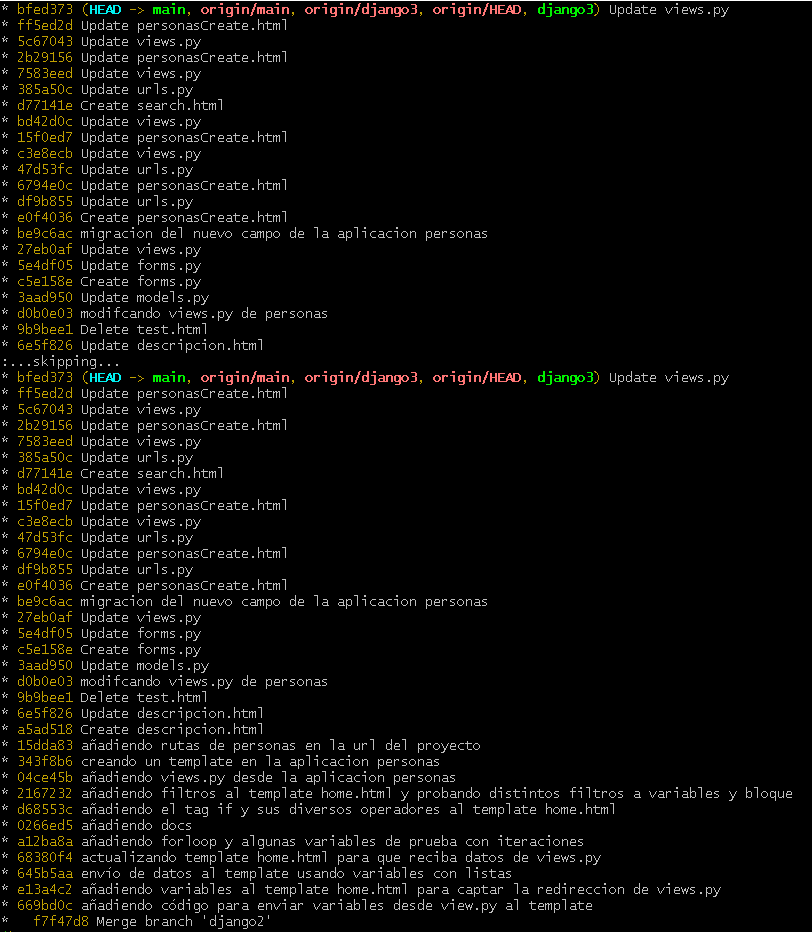 * bfed373 (HEAD -> main, origin/main, origin/django3, origin/HEAD, django3) Update views.py
* ff5ed2d Update personasCreate.html
* 5c67043 Update views.py
* 2b29156 Update personasCreate.html
* 7583eed Update views.py
* 385a50c Update urls.py
* d77141e Create search.html
* bd42d0c Update views.py
* 15f0ed7 Update personasCreate.html
* c3e8ecb Update views.py
* 47d53fc Update urls.py
* 6794e0c Update personasCreate.html
* df9b855 Update urls.py
* e0f4036 Create personasCreate.html
* be9c6ac migracion del nuevo campo de la aplicacion personas
* 27eb0af Update views.py
* 5e4df05 Update forms.py
* c5e158e Create forms.py
* 3aad950 Update models.py
* d0b0e03 modifcando views.py de personas
* 9b9bee1 Delete test.html
* 6e5f826 Update descripcion.html
:...skipping...
* bfed373 (HEAD -> main, origin/main, origin/django3, origin/HEAD, django3) Update views.py
* ff5ed2d Update personasCreate.html
* 5c67043 Update views.py
* 2b29156 Update personasCreate.html
* 7583eed Update views.py
* 385a50c Update urls.py
* d77141e Create search.html
* bd42d0c Update views.py
* 15f0ed7 Update personasCreate.html
* c3e8ecb Update views.py
* 47d53fc Update urls.py
* 6794e0c Update personasCreate.html
* df9b855 Update urls.py
* e0f4036 Create personasCreate.html
* be9c6ac migracion del nuevo campo de la aplicacion personas
* 27eb0af Update views.py
* 5e4df05 Update forms.py
* c5e158e Create forms.py
* 3aad950 Update models.py
* d0b0e03 modifcando views.py de personas
* 9b9bee1 Delete test.html
* 6e5f826 Update descripcion.html
* a5ad518 Create descripcion.html
* 15dda83 añadiendo rutas de personas en la url del proyecto
* 343f8b6 creando un template en la aplicacion personas
* 04ce45b añadiendo views.py desde la aplicacion personas
* 2167232 añadiendo filtros al template home.html y probando distintos filtros a variables y bloque
* d68553c añadiendo el tag if y sus diversos operadores al template home.html
* 0266ed5 añadiendo docs
* a12ba8a añadiendo forloop y algunas variables de prueba con iteraciones
* 68380f4 actualizando template home.html para que reciba datos de views.py
* 645b5aa envío de datos al template usando variables con listas
* e13a4c2 añadiendo variables al template home.html para captar la redireccion de views.py
* 669bd0c añadiendo código para enviar variables desde view.py al template
*   f7f47d8 Merge branch 'django2'